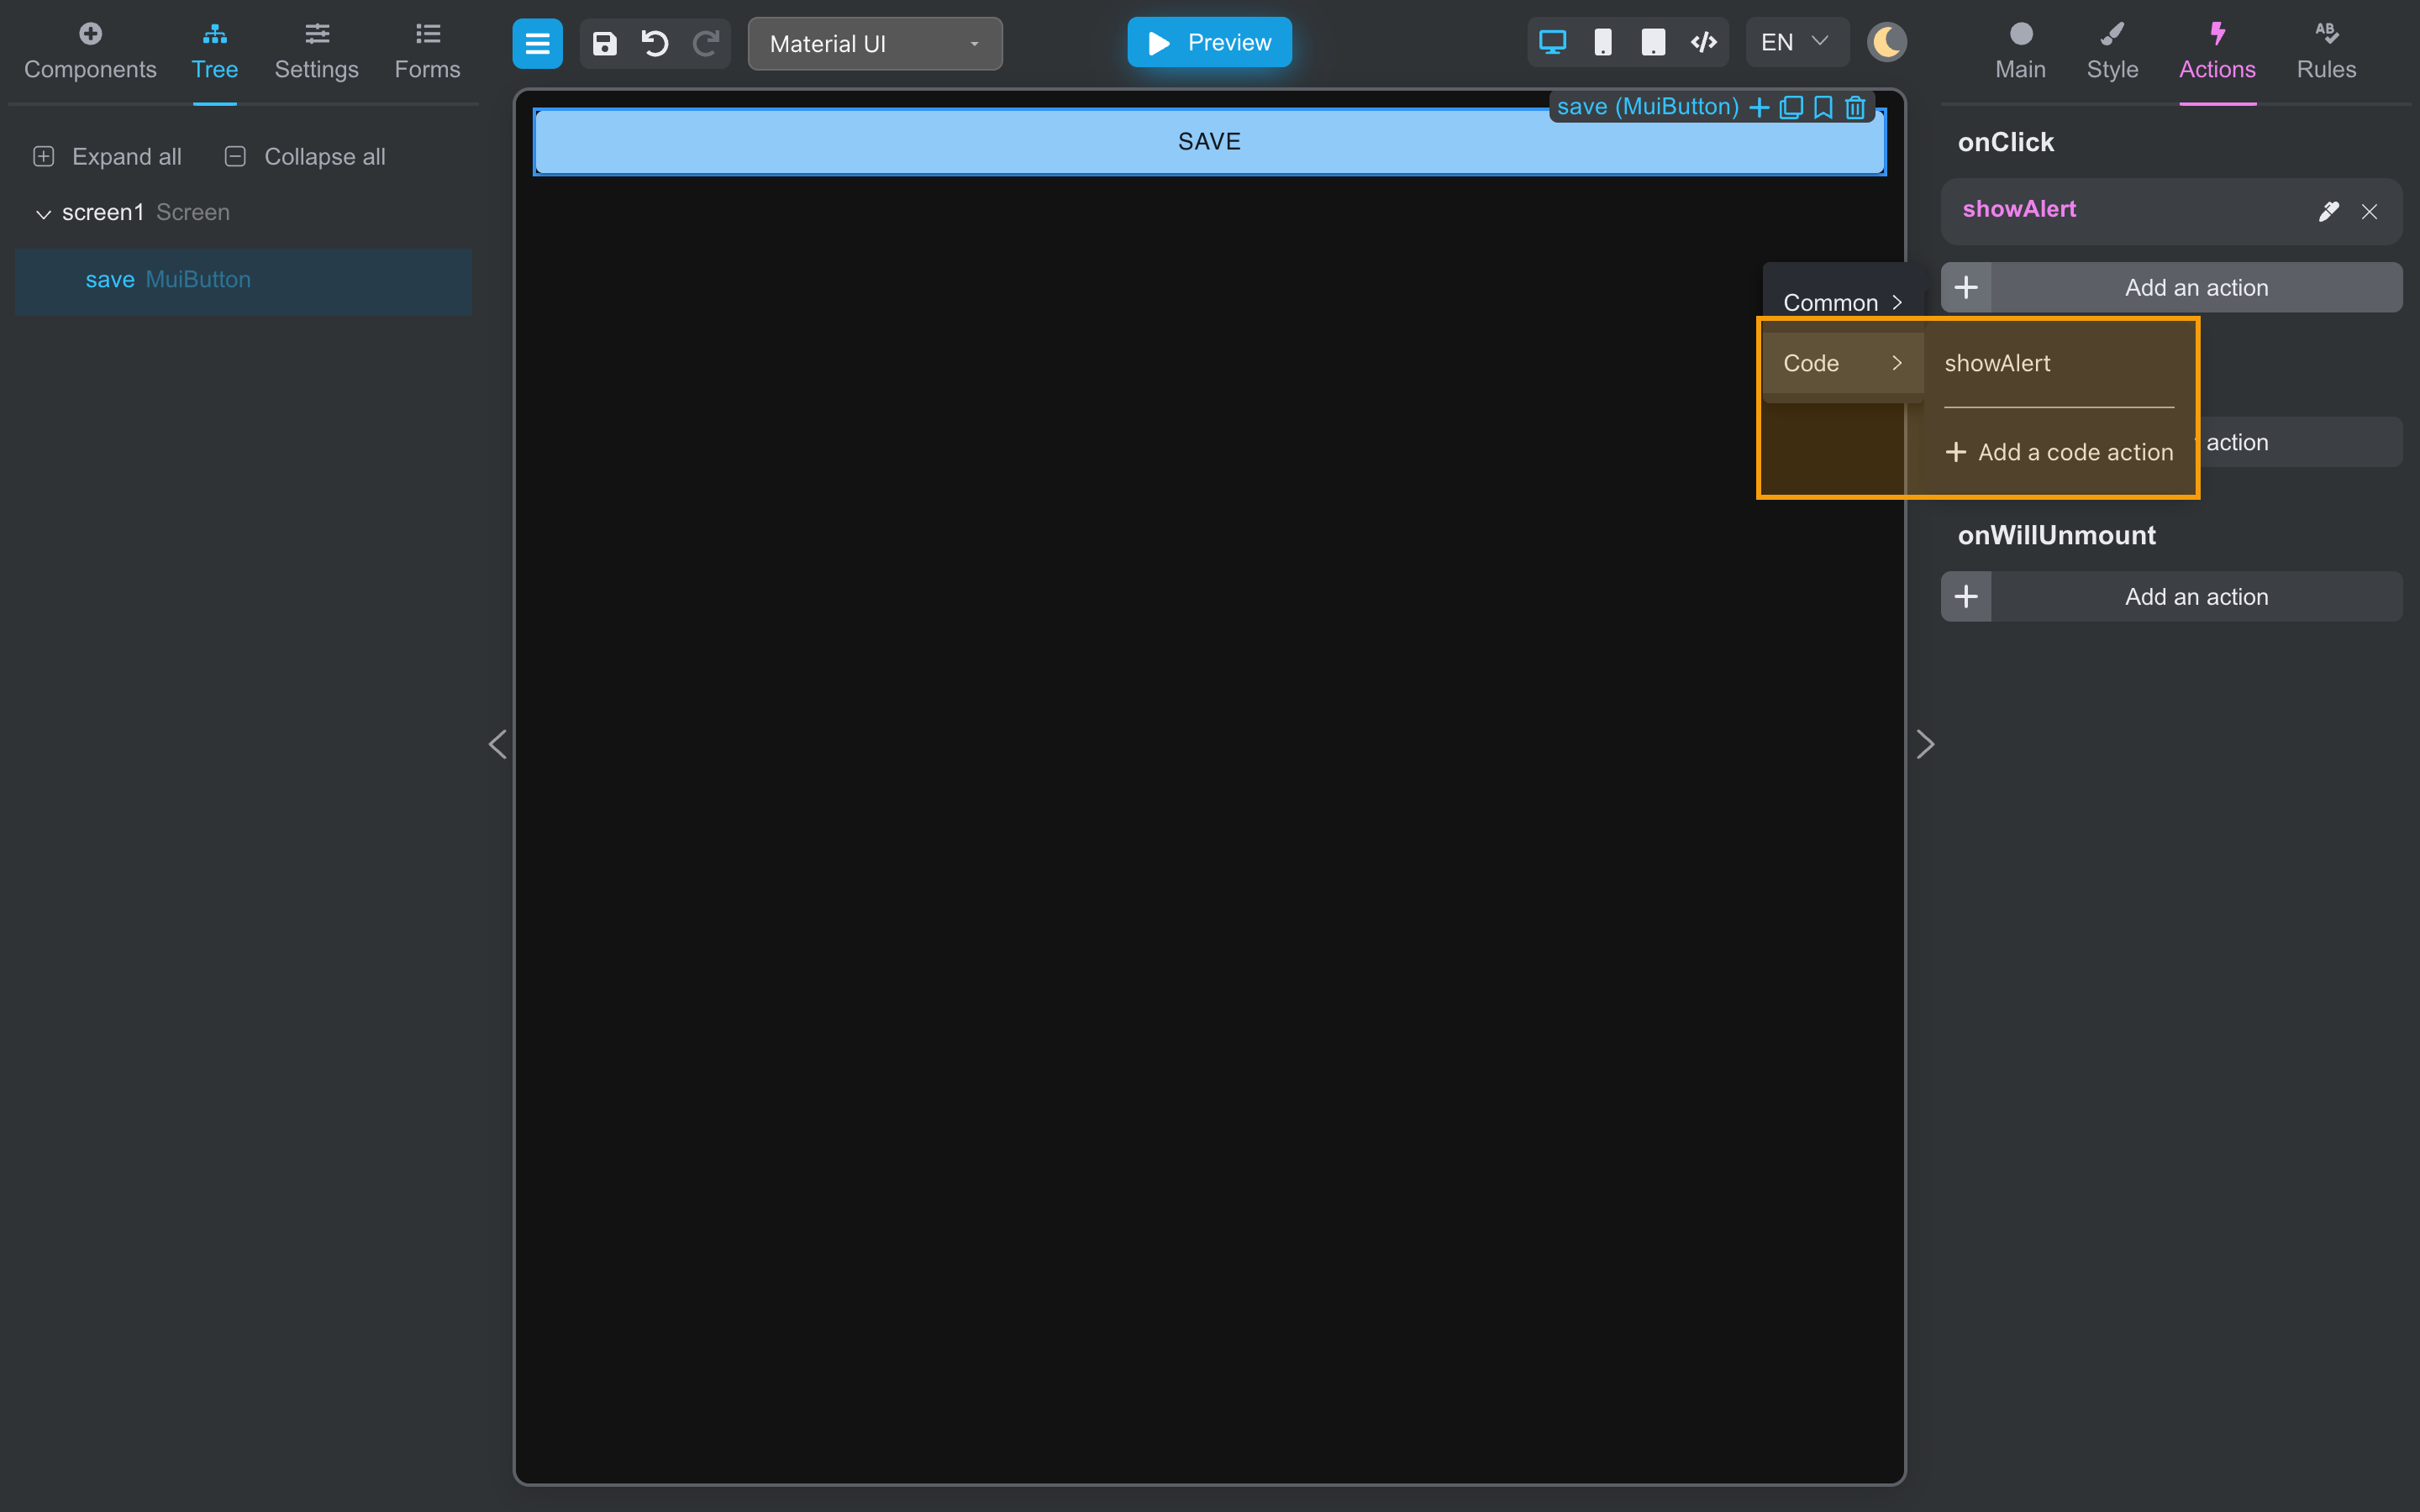 Components
Tree
Settings
Forms
Material UI
Preview
EN
Main
Style
Actions
AB
Rules
Expand all
Collapse all
screen1 Screen
save MuiButton
save (MuiButton)
SAVE
onClick
showAlert
Add an action
Common
Code
showAlert
Add a code action
action
onWillUnmount
Add an action